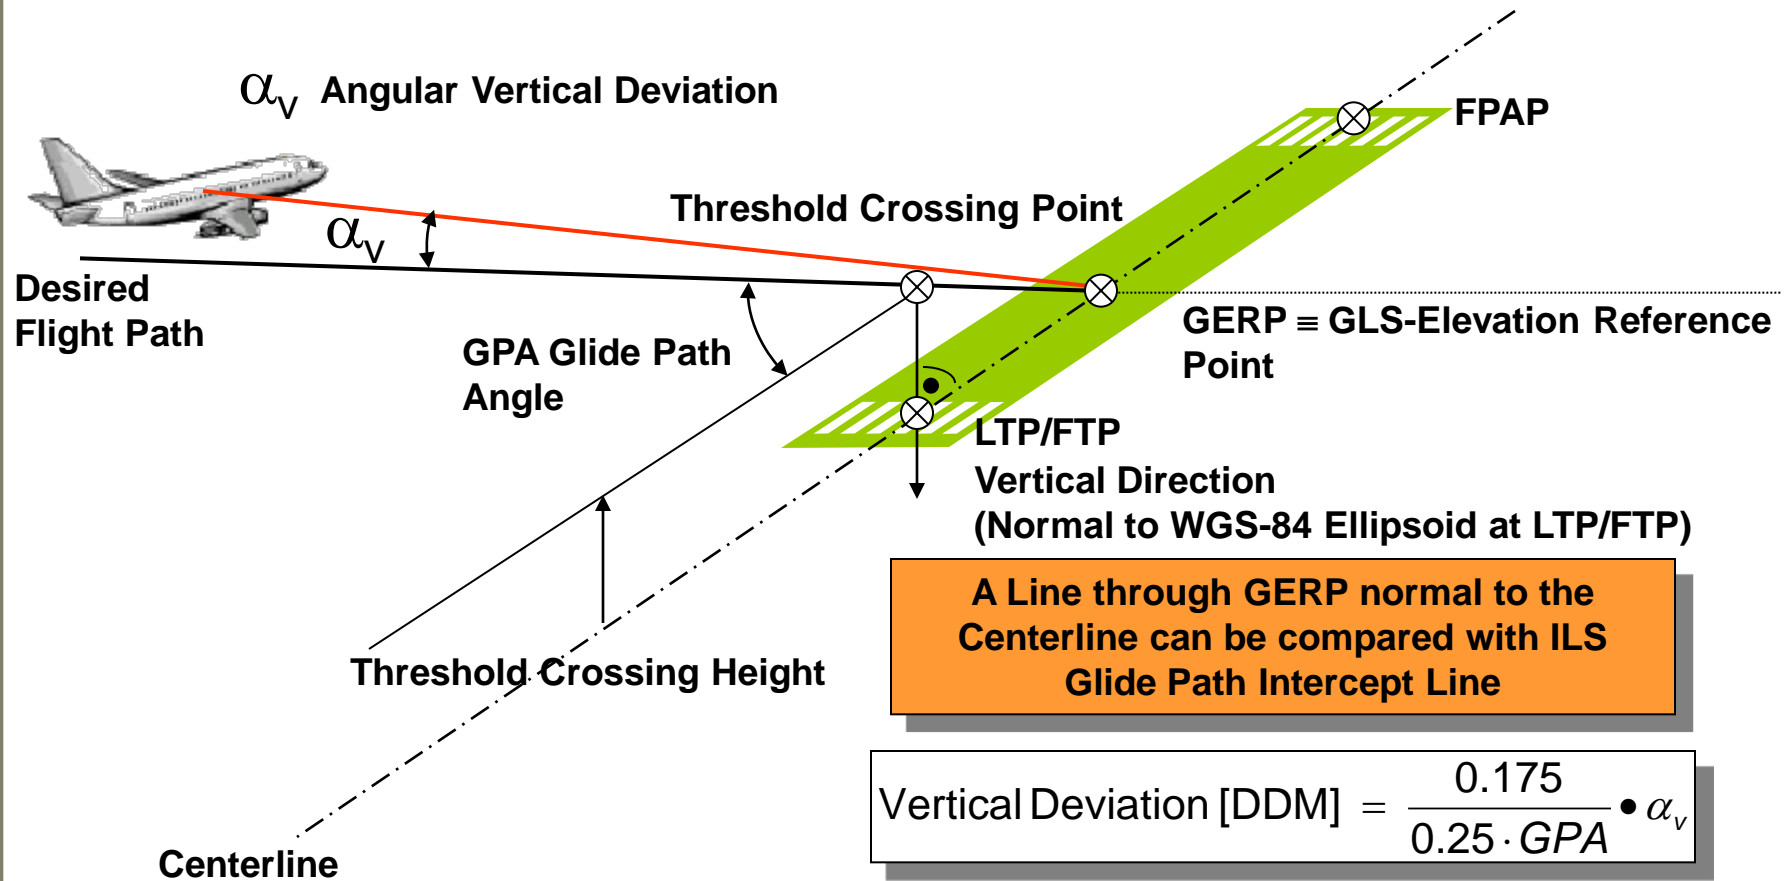 αv Angular Vertical Deviation
FPAP
Threshold Crossing Point
αv
Desired
Flight Path
GERP ≡ GLS-Elevation Reference
Point
GPA Glide Path
Angle
LTP/FTP
Vertical Direction
(Normal to WGS-84 Ellipsoid at LTP/FTP)
A Line through GERP normal to the
Centerline can be compared with ILS
Glide Path Intercept Line
Threshold Crossing Height
Vertical Deviation [DDM] = 0.175 / 0.25 · GPA • αv
Centerline